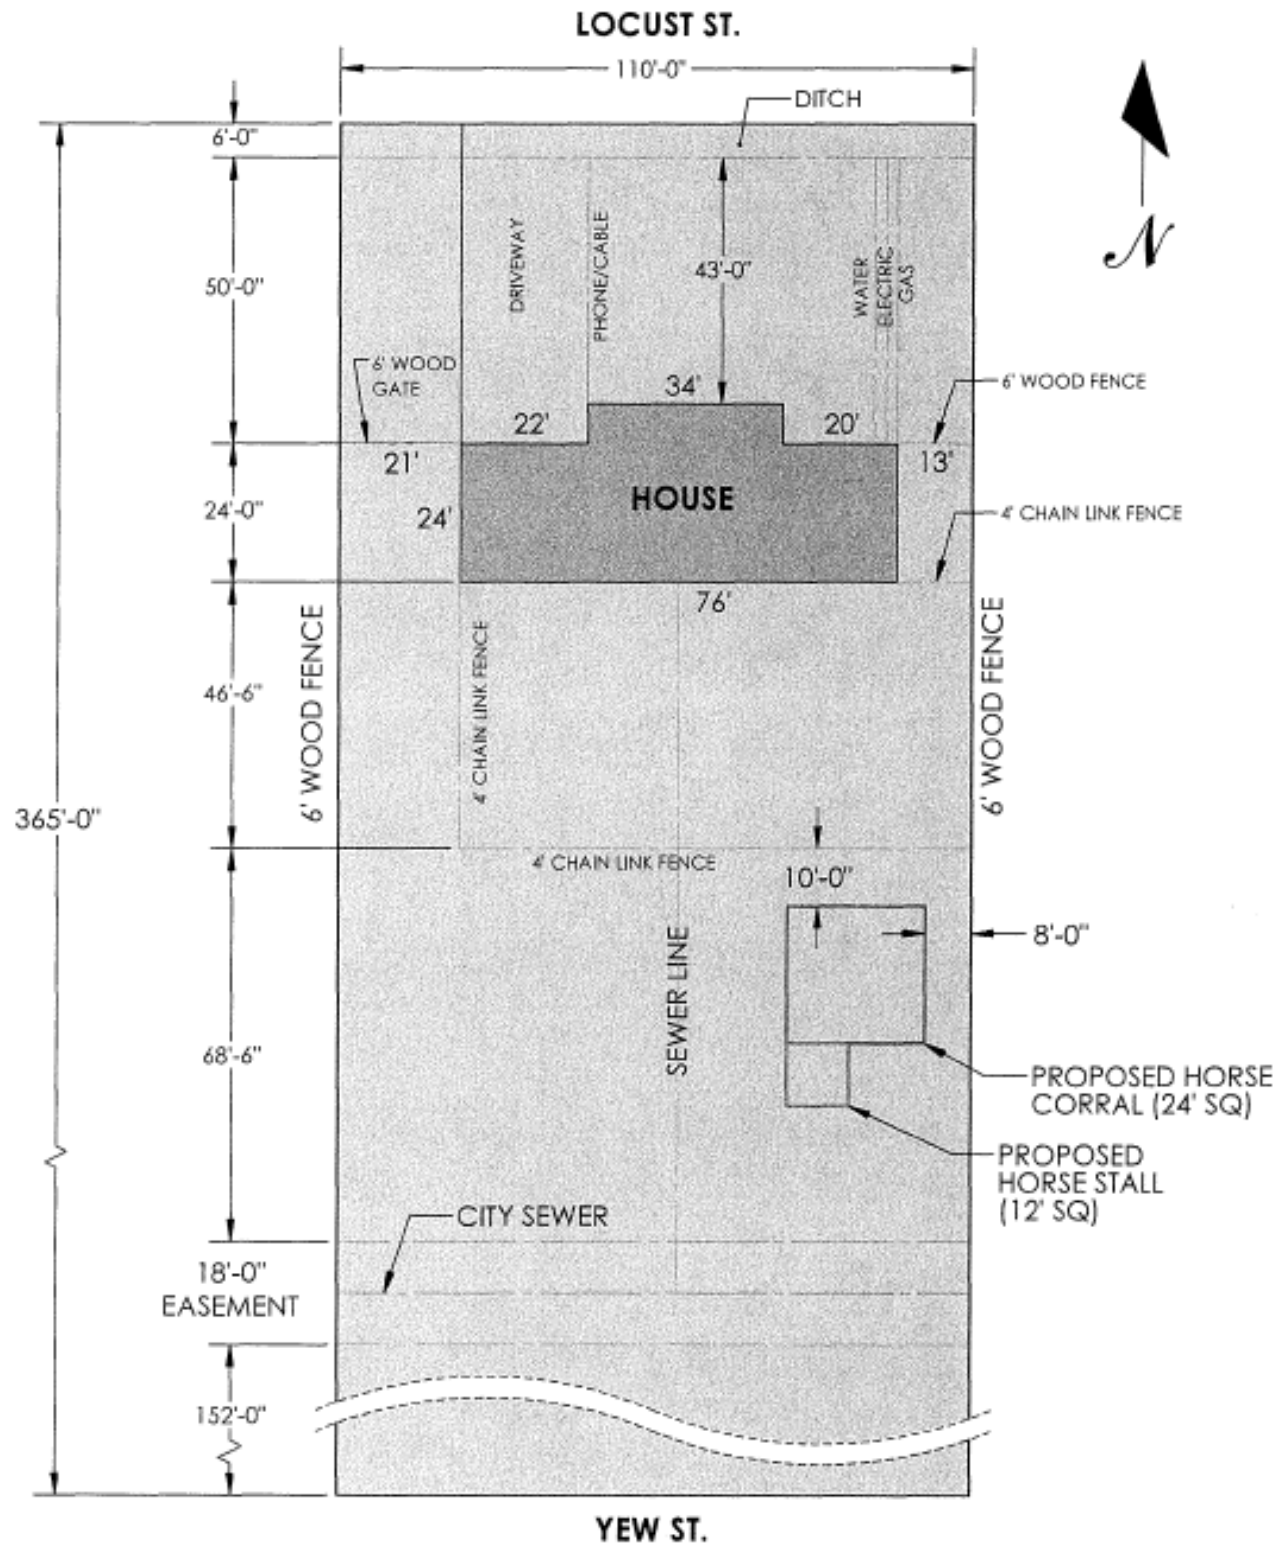 LOCUST ST.
110'-0"
DITCH
6'-0"
N
DRIVEWAY
PHONE/CABLE
43'-0"
WATER
ELECTRIC
GAS
50'-0"
6' WOOD
GATE
34'
6' WOOD FENCE
22'
20'
21'
13'
HOUSE
24'-0"
24'
4' CHAIN LINK FENCE
76'
6' WOOD FENCE
4' CHAIN LINK FENCE
6' WOOD FENCE
46'-6"
365'-0"
4' CHAIN LINK FENCE
10'-0"
8'-0"
SEWER LINE
68'-6"
PROPOSED HORSE
CORRAL (24' SQ)
PROPOSED
HORSE STALL
(12' SQ)
CITY SEWER
18'-0"
EASEMENT
152'-0"
YEW ST.